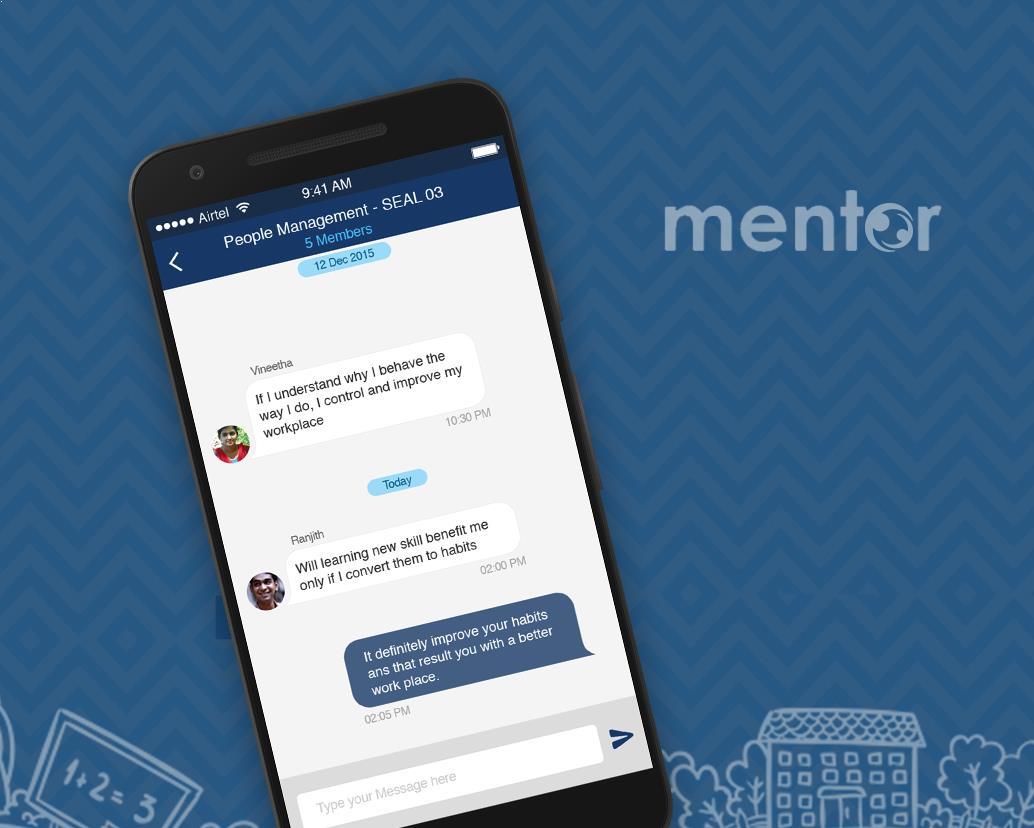 ●●●●● Airtel 9:41 AM
People Management - SEAL 03
5 Members
12 Dec 2015
Vineetha
If I understand why I behave the
way I do, I control and improve my
workplace
10:30 PM
Today
Ranjith
Will learning new skill benefit me
only if I convert them to habits
02:00 PM
It definitely improve your habits
ans that result you with a better
work place.
02:05 PM
Type your Message here
mentor
1+2=3